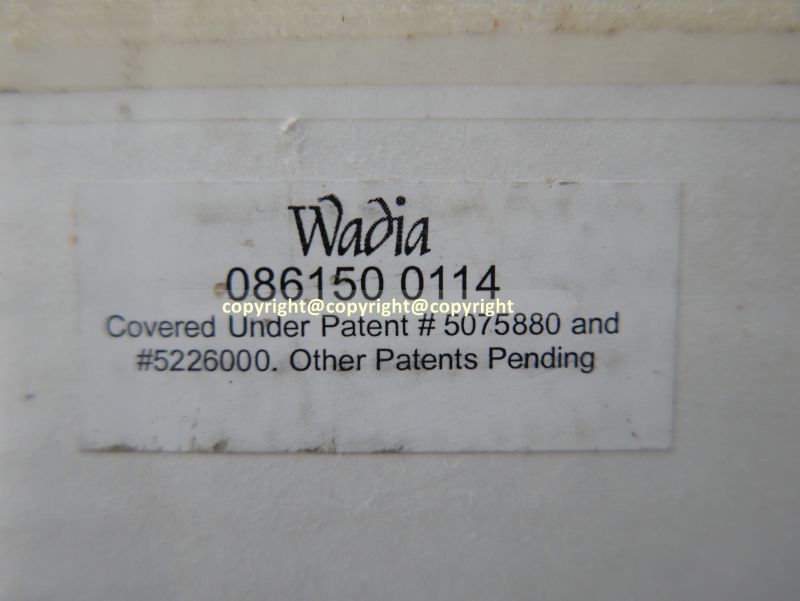 Wadia
086150 0114
copyright@copyright@copyright
Covered Under Patent # 5075880 and
#5226000. Other Patents Pending